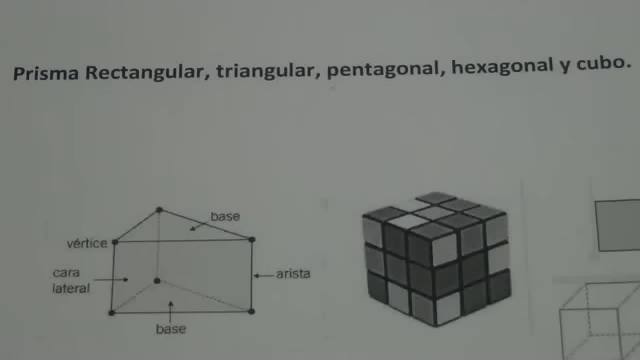 Prisma Rectangular, triangular, pentagonal, hexagonal y cubo.
base
vértice
cara
lateral
arista
base